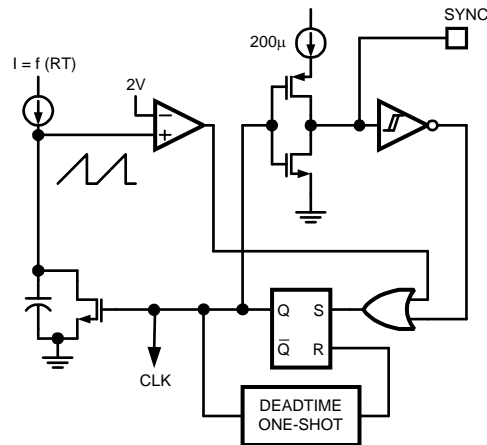 SYNC
200μ
I = f (RT)
2V
−
+
Q
S
Q̅
R
CLK
DEADTIME
ONE-SHOT